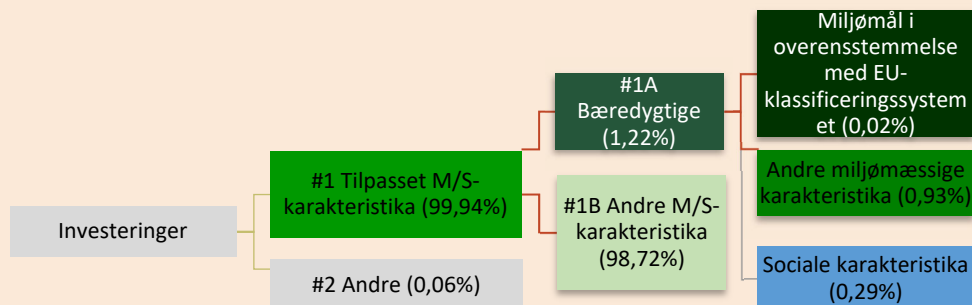 Investeringer
#1 Tilpasset M/S-
karakteristika (99,94%)
#2 Andre (0,06%)
#1A
Bæredygtige
(1,22%)
#1B Andre M/S-
karakteristika
(98,72%)
Miljømål i
overensstemmelse
med EU-
klassificeringssystem
et (0,02%)
Andre miljømæssige
karakteristika (0,93%)
Sociale karakteristika
(0,29%)